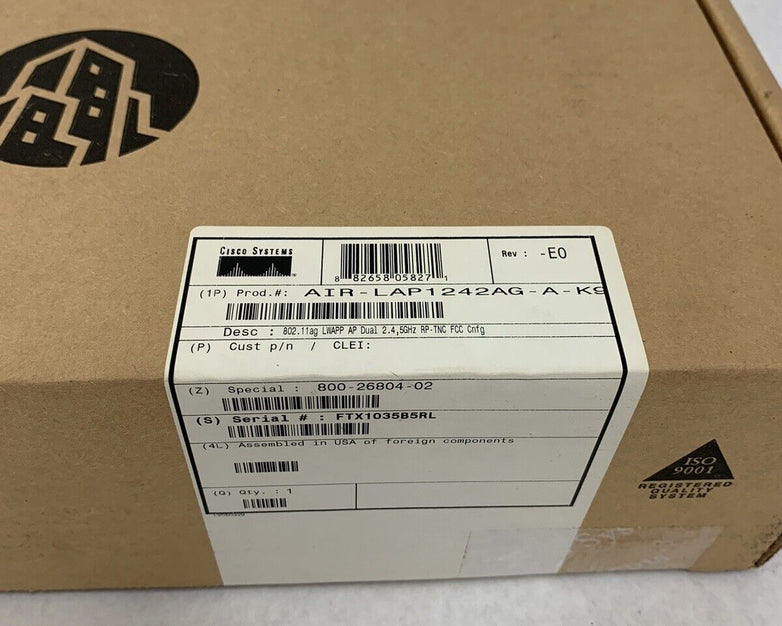 CISCO SYSTEMS
8 82658 05827 1
Rev : -E0
(1P) Prod.#: AIR-LAP1242AG-A-K9
Desc : 802.11ag LWAPP AP Dual 2.4,5GHz RP-TNC FCC Cnfg
(P) Cust p/n / CLEI:
(Z) Special : 800-26804-02
(S) Serial # : FTX1035B5RL
(4L) Assembled in USA of foreign components
(Q) Qty. : 1
ISO
9001
REGISTERED
QUALITY
SYSTEM